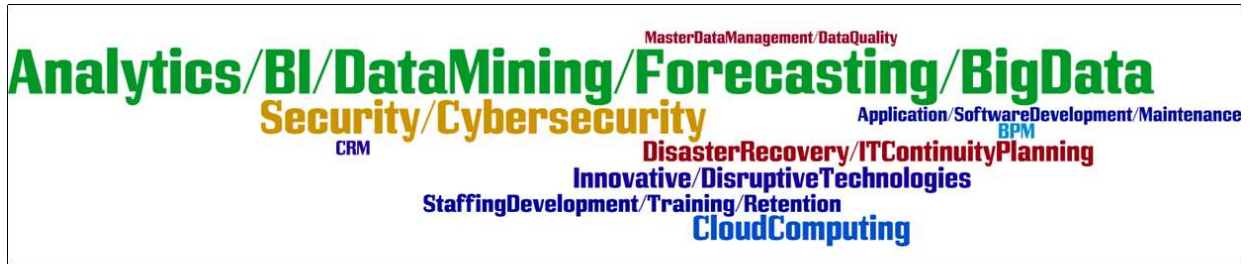 MasterDataManagement/DataQuality
Analytics/BI/DataMining/Forecasting/BigData
Security/Cybersecurity
Application/SoftwareDevelopment/Maintenance
BPM
CRM
DisasterRecovery/ITContinuityPlanning
Innovative/DisruptiveTechnologies
StaffingDevelopment/Training/Retention
CloudComputing